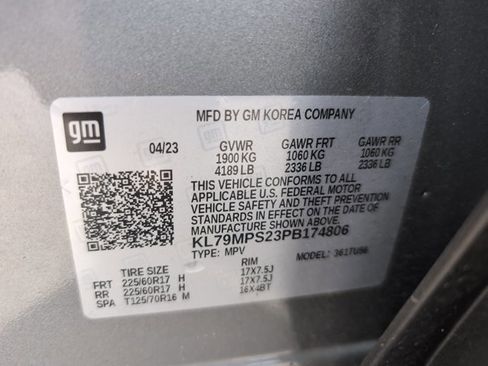 gm
MFD BY GM KOREA COMPANY
04/23 GVWR GAWR FRT GAWR RR
1900 KG 1060 KG 1060 KG
4189 LB 2336 LB 2336 LB
THIS VEHICLE CONFORMS TO ALL
APPLICABLE U.S. FEDERAL MOTOR
VEHICLE SAFETY AND THEFT PREVENTION
STANDARDS IN EFFECT ON THE DATE OF
MANUFACTURE SHOWN ABOVE.
KL79MPS23PB174806
TYPE: MPV MODEL: 1TU56
TIRE SIZE RIM
FRT 225/60R17 H 17X7.5J
RR 225/60R17 H 17X7.5J
SPA T125/70R16 M 16X4BT